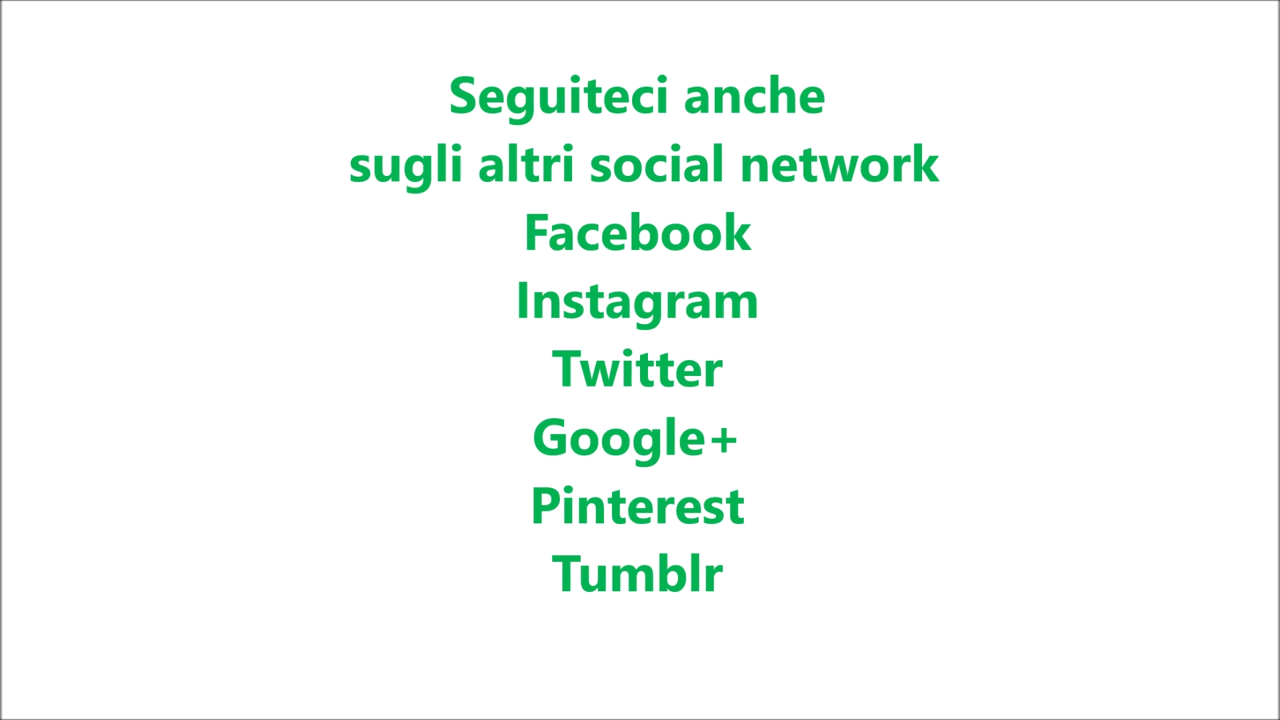 Seguiteci anche
sugli altri social network
Facebook
Instagram
Twitter
Google+
Pinterest
Tumblr